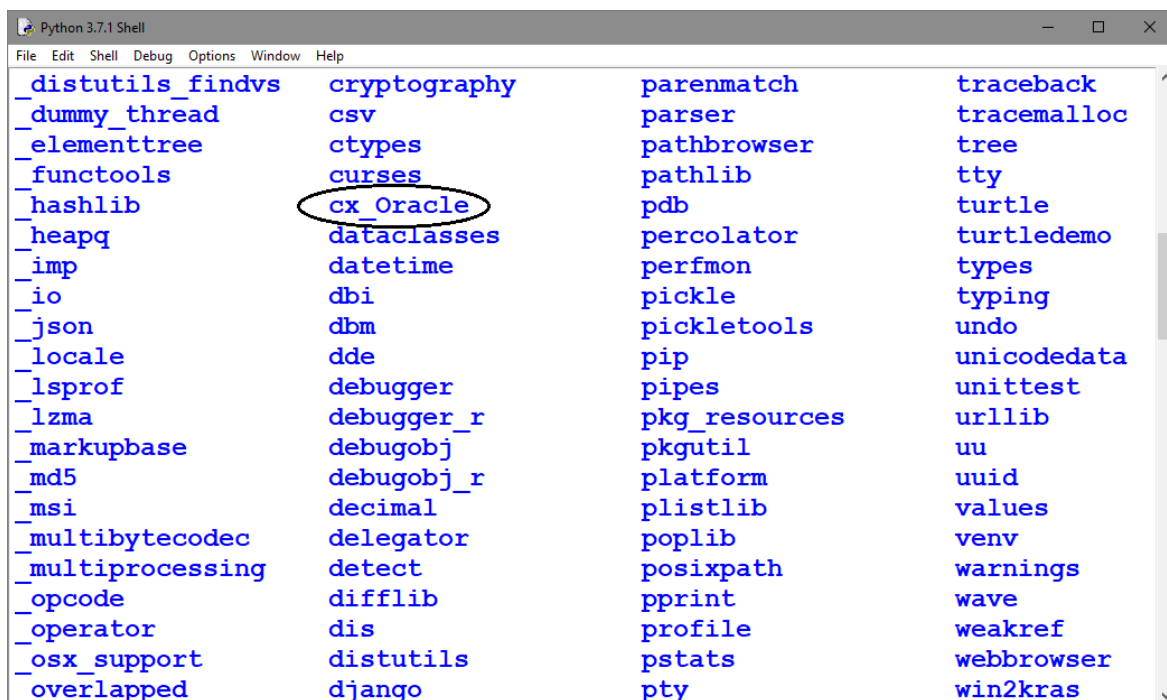 Python 3.7.1 Shell
File Edit Shell Debug Options Window Help
_distutils_findvs cryptography parenmatch traceback
_dummy_thread csv parser tracemalloc
_elementtree ctypes pathbrowser tree
_functools curses pathlib tty
_hashlib cx_Oracle pdb turtle
_heapq dataclasses percolator turtledemo
_imp datetime perfmon types
_io dbi pickle typing
_json dbm pickletools undo
_locale dde pip unicodedata
_lsprof debugger pipes unittest
_lzma debugger_r pkg_resources urllib
_markupbase debugobj pkgutil uu
_md5 debugobj_r platform uuid
_msi decimal plistlib values
_multibytecodec delegator poplib venv
_multiprocessing detect posixpath warnings
_opcode difflib pprint wave
_operator dis profile weakref
_osx_support distutils pstats webbrowser
_overlapped django pty win2kras